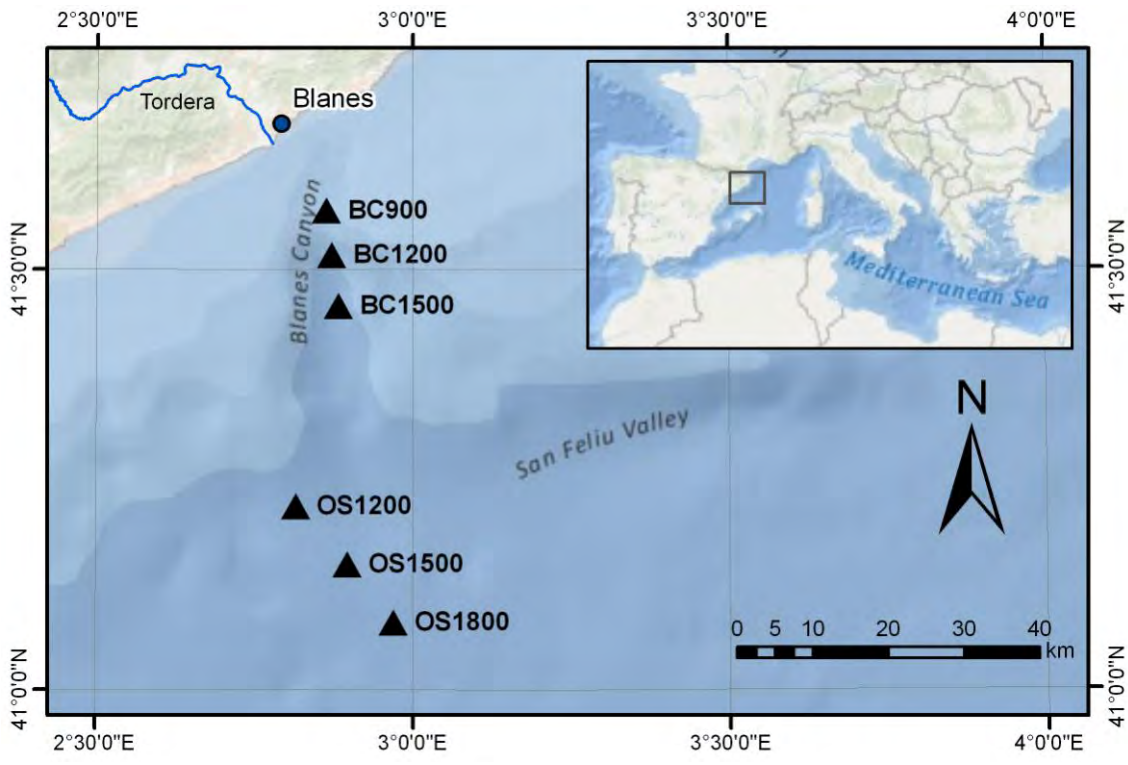 2°30'0"E
3°0'0"E
3°30'0"E
4°0'0"E
Tordera
Blanes
Blanes Canyon
BC900
BC1200
BC1500
41°30'0"N
41°30'0"N
Mediterranean Sea
San Feliu Valley
N
OS1200
OS1500
OS1800
0 5 10 20 30 40
km
41°0'0"N
41°0'0"N
2°30'0"E
3°0'0"E
3°30'0"E
4°0'0"E